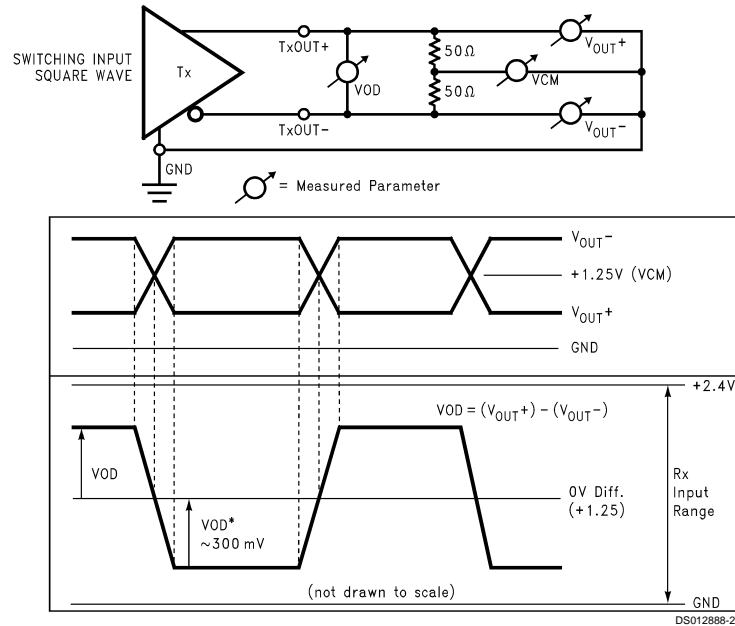 SWITCHING INPUT
SQUARE WAVE
Tx
TxOUT+
TxOUT-
VOD
50Ω
50Ω
VCM
VOUT+
VOUT-
GND
= Measured Parameter
VOUT-
+1.25V (VCM)
VOUT+
GND
+2.4V
VOD = (VOUT+) - (VOUT-)
VOD
VOD*
~300 mV
0V Diff.
(+1.25)
Rx
Input
Range
(not drawn to scale)
GND
DS012888-2